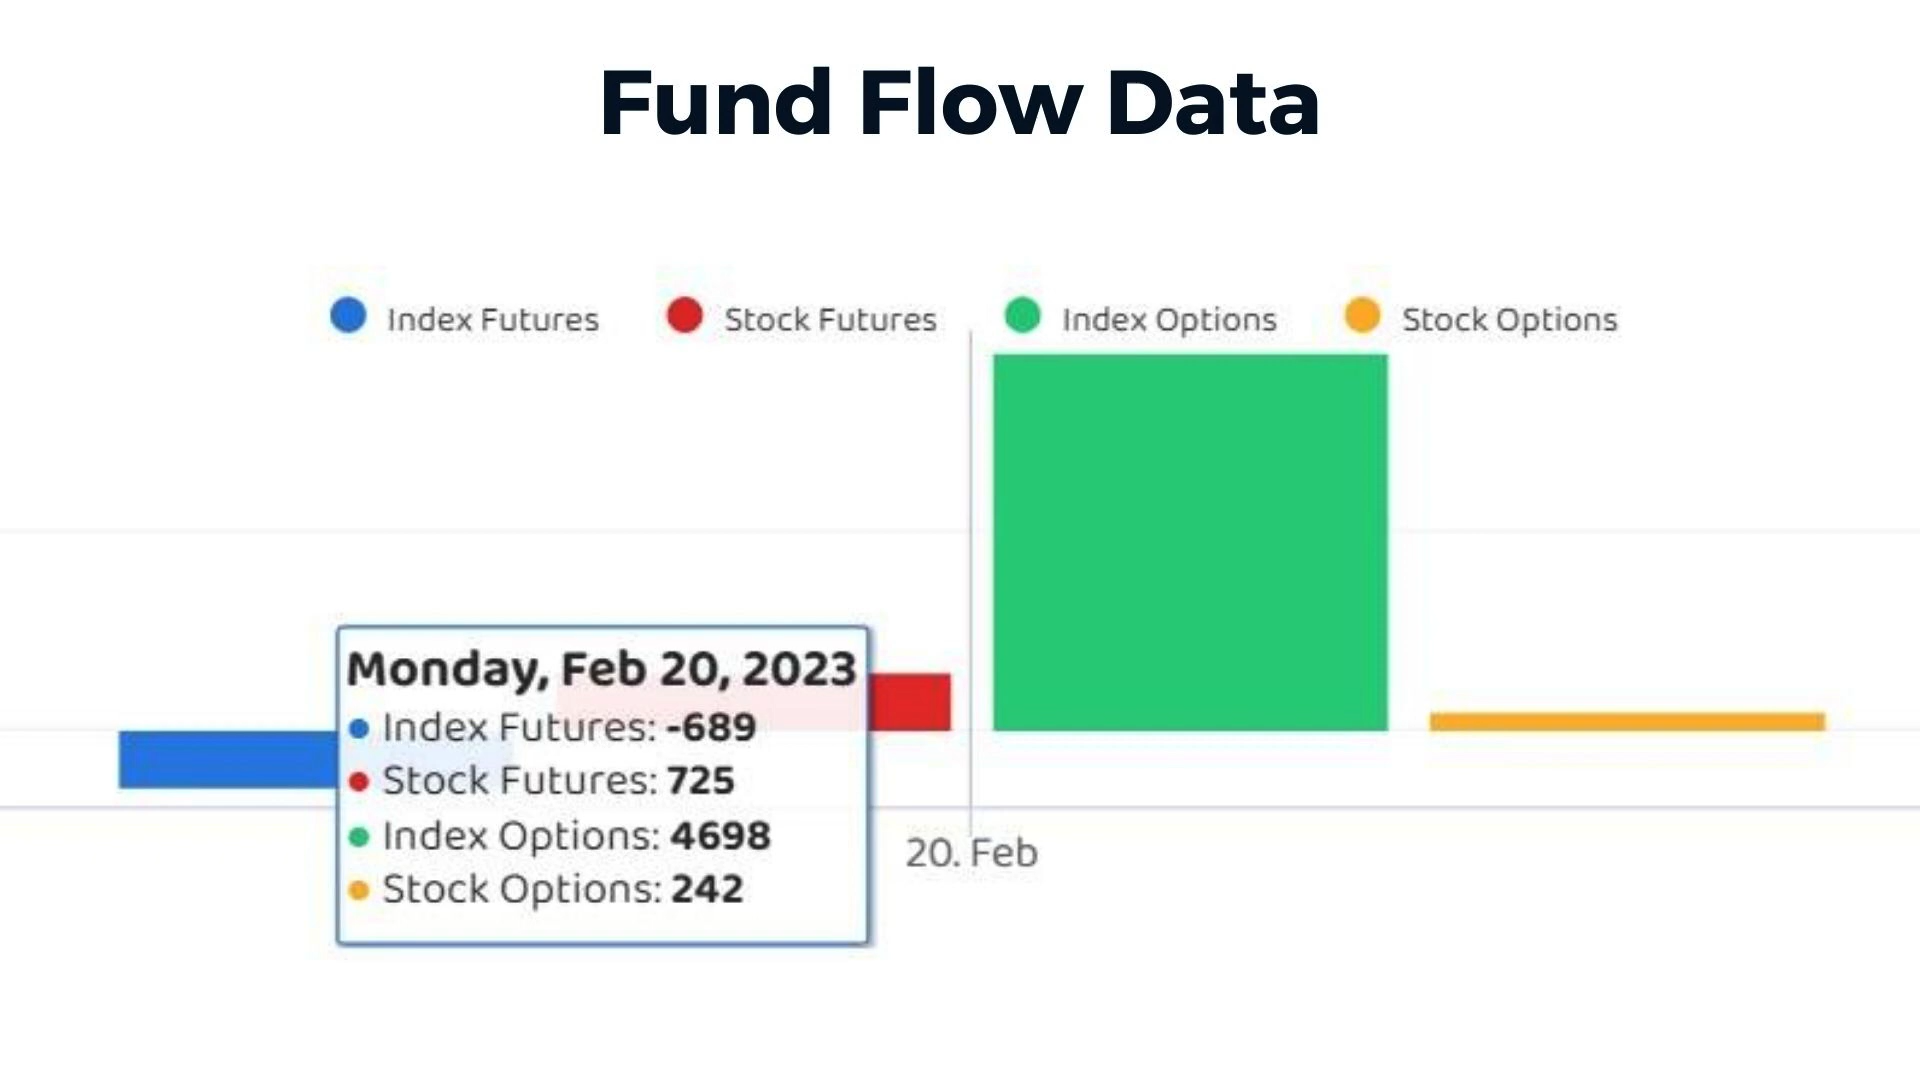 Fund Flow Data
Index Futures Stock Futures Index Options Stock Options
Monday, Feb 20, 2023
Index Futures: -689
Stock Futures: 725
Index Options: 4698
Stock Options: 242
20. Feb